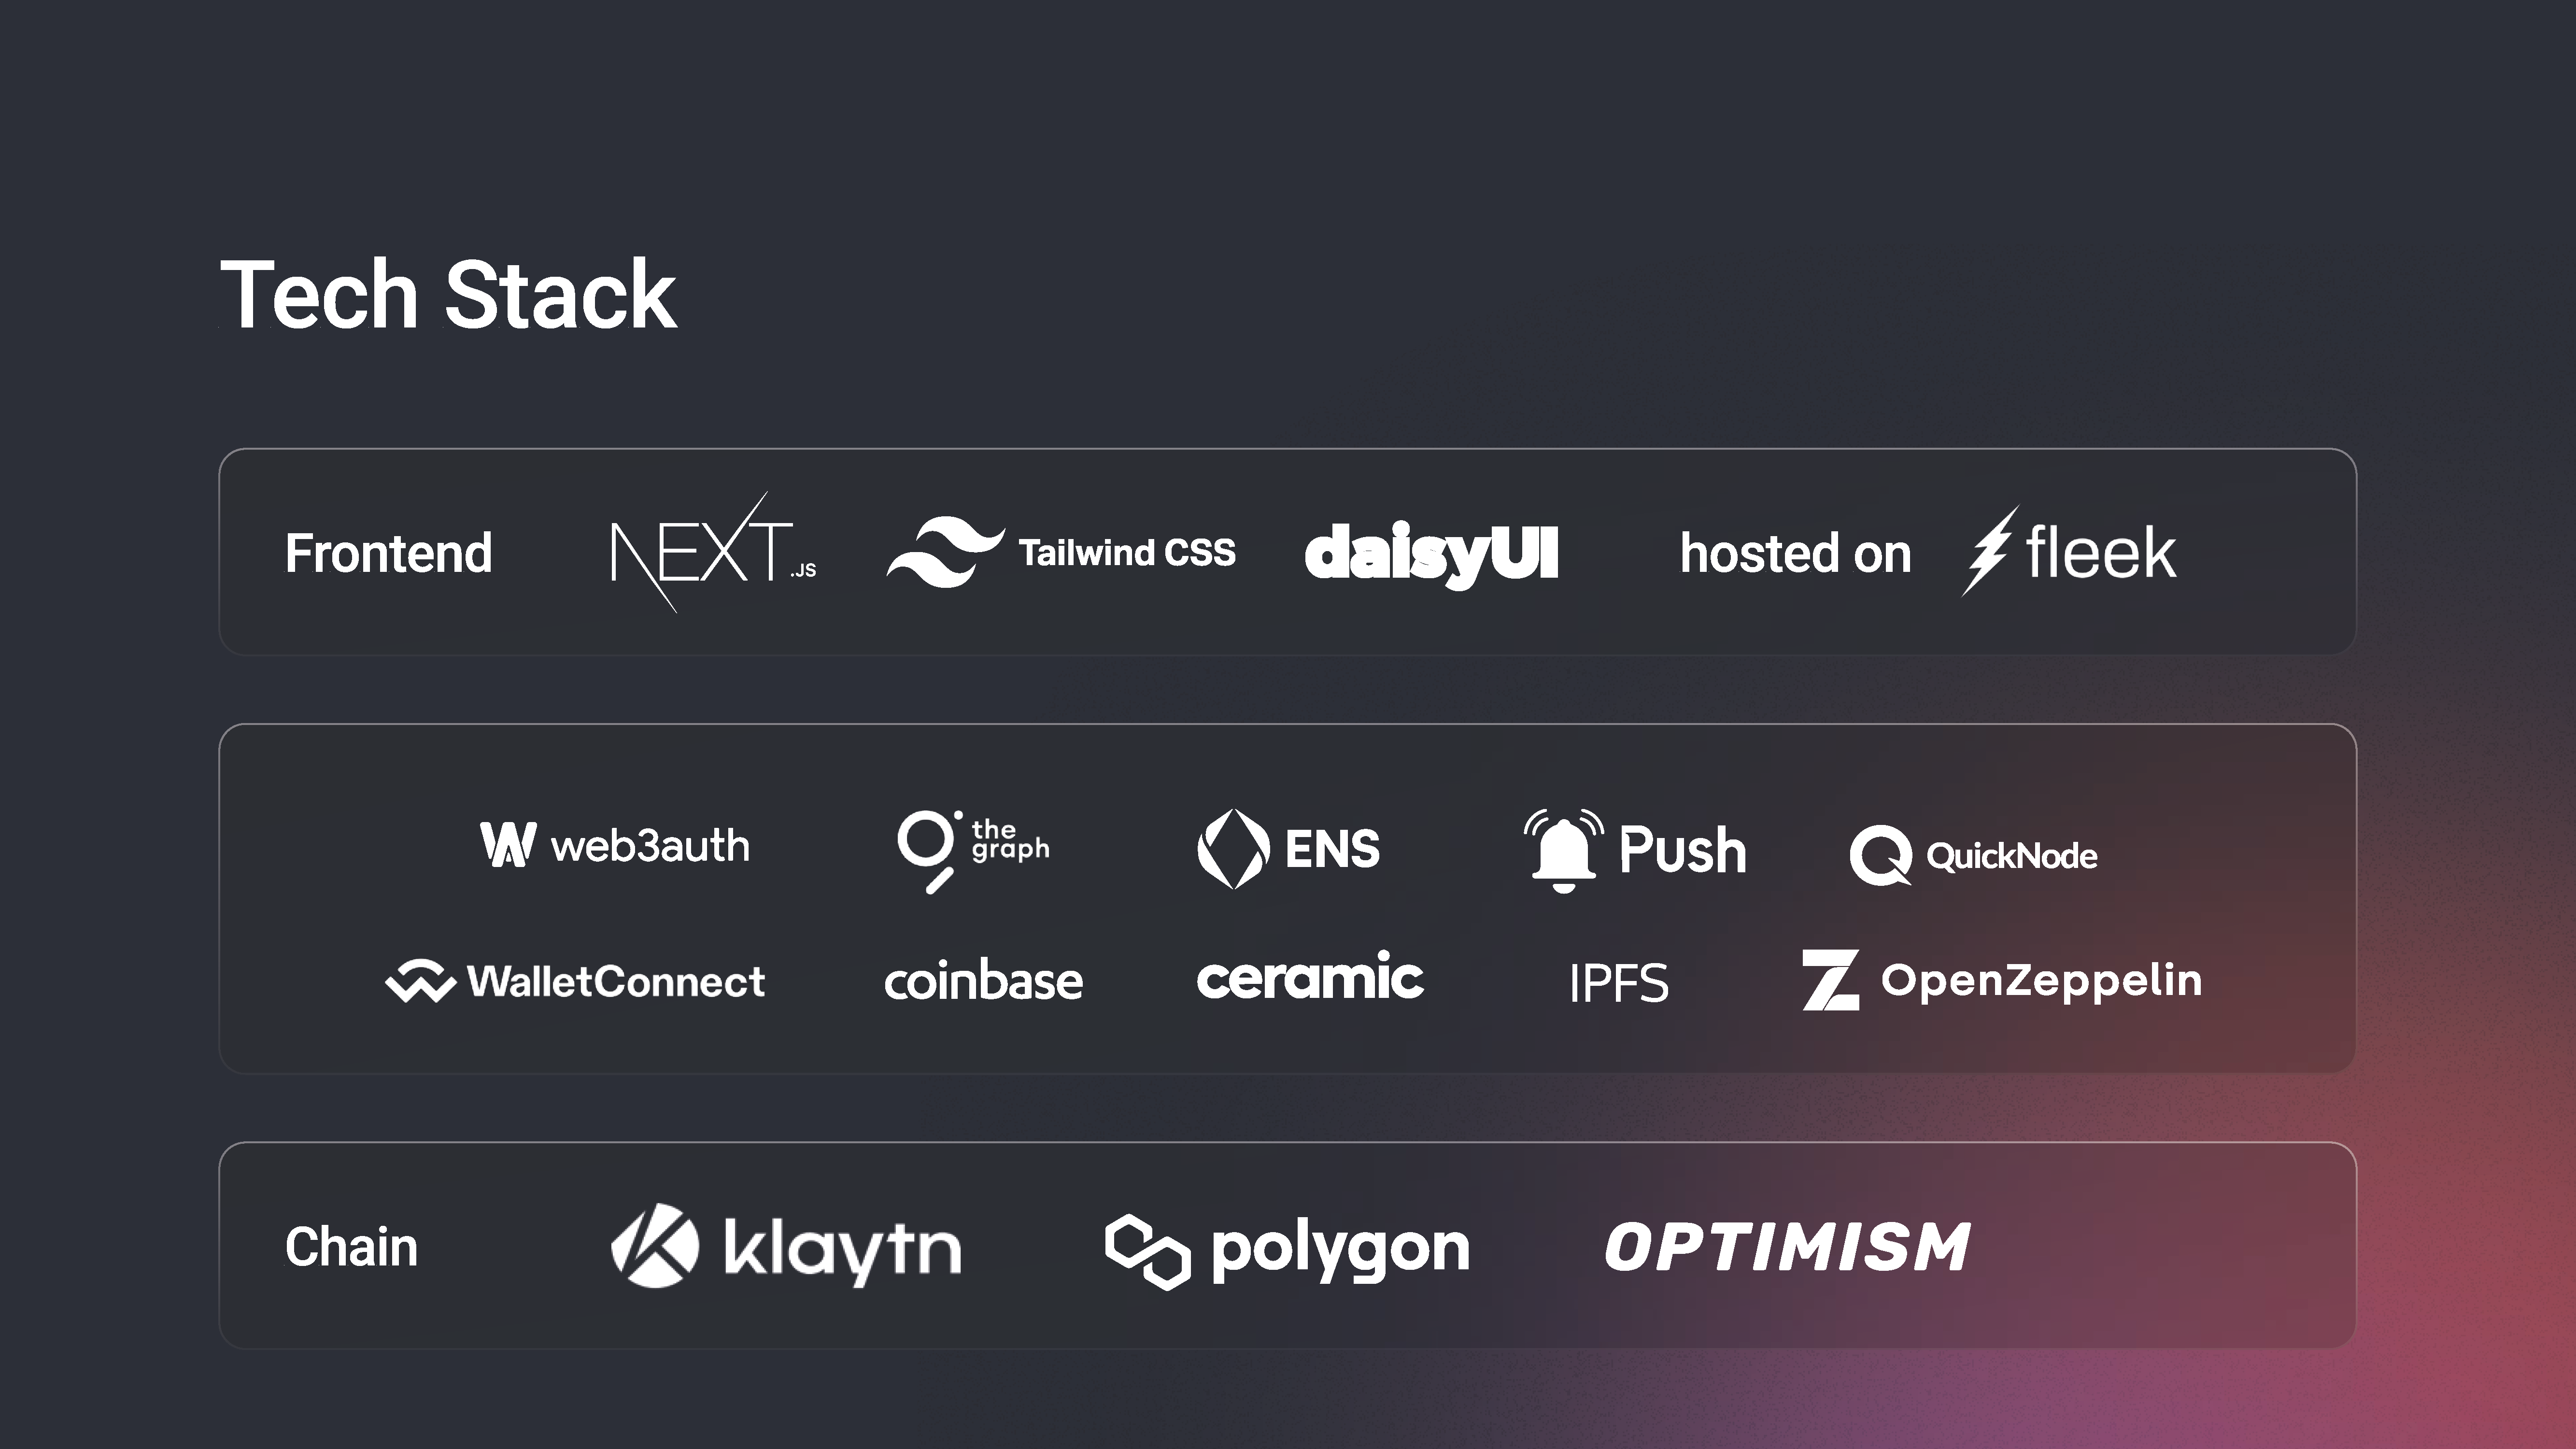 Tech Stack
Frontend NEXT.JS Tailwind CSS daisyUI hosted on fleek
web3auth the graph ENS Push QuickNode
WalletConnect coinbase ceramic IPFS OpenZeppelin
Chain klaytn polygon OPTIMISM